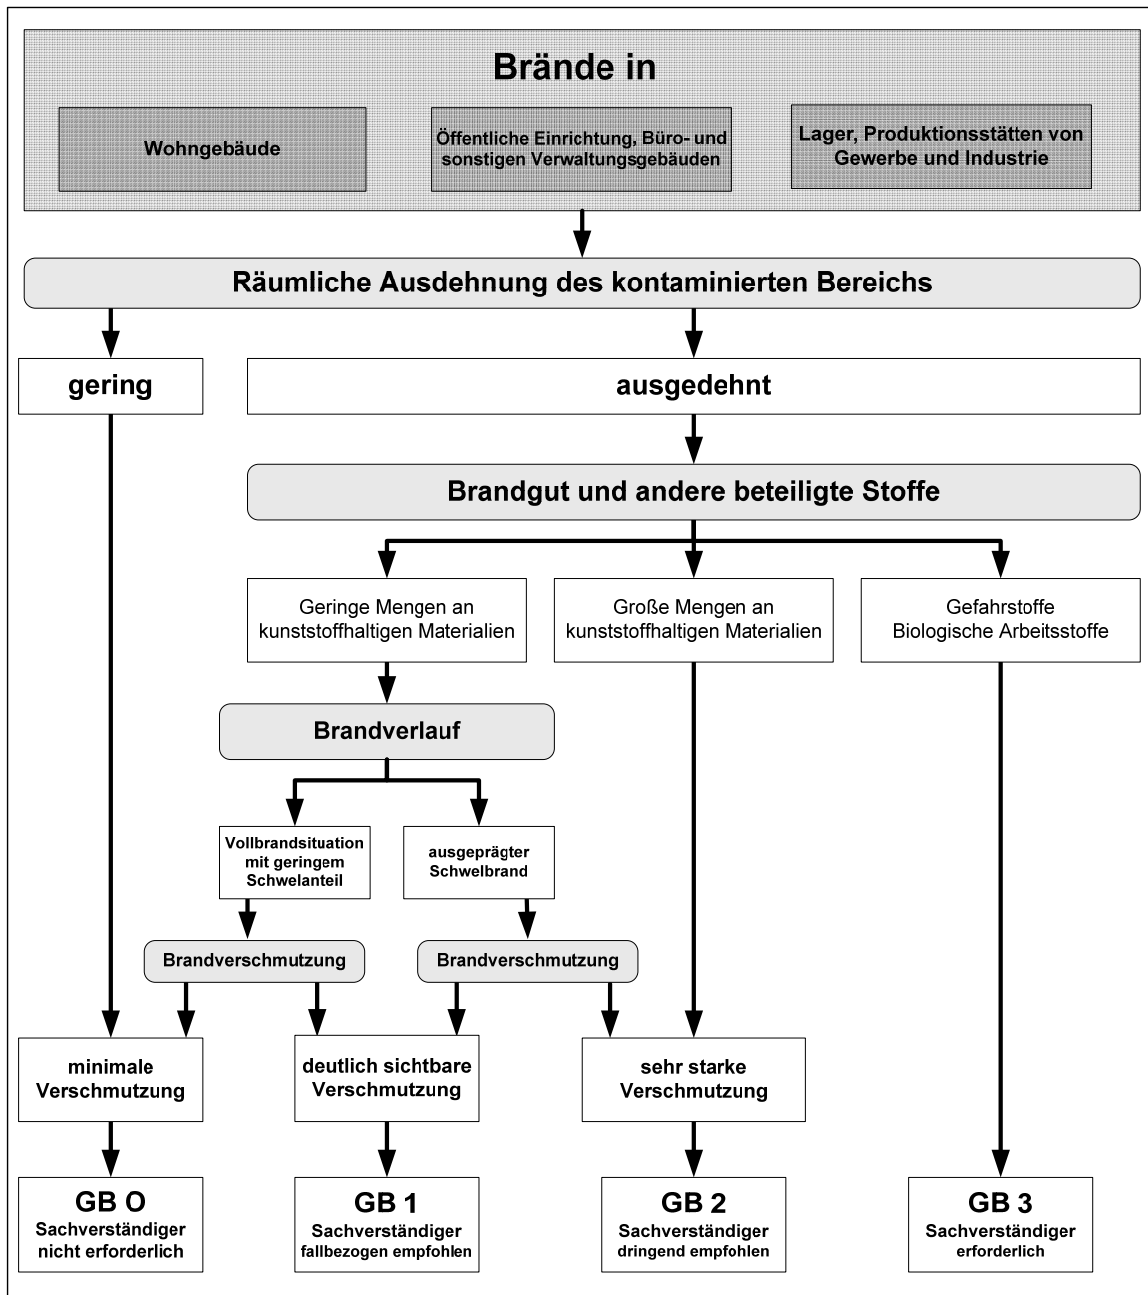 Brände in
Wohngebäude
Öffentliche Einrichtung, Büro- und
sonstigen Verwaltungsgebäuden
Lager, Produktionsstätten von
Gewerbe und Industrie
Räumliche Ausdehnung des kontaminierten Bereichs
gering
ausgedehnt
Brandgut und andere beteiligte Stoffe
Geringe Mengen an
kunststoffhaltigen Materialien
Große Mengen an
kunststoffhaltigen Materialien
Gefahrstoffe
Biologische Arbeitsstoffe
Brandverlauf
Vollbrandsituation
mit geringem
Schwelanteil
ausgeprägter
Schwelbrand
Brandverschmutzung
Brandverschmutzung
minimale
Verschmutzung
deutlich sichtbare
Verschmutzung
sehr starke
Verschmutzung
GB O
Sachverständiger
nicht erforderlich
GB 1
Sachverständiger
fallbezogen empfohlen
GB 2
Sachverständiger
dringend empfohlen
GB 3
Sachverständiger
erforderlich